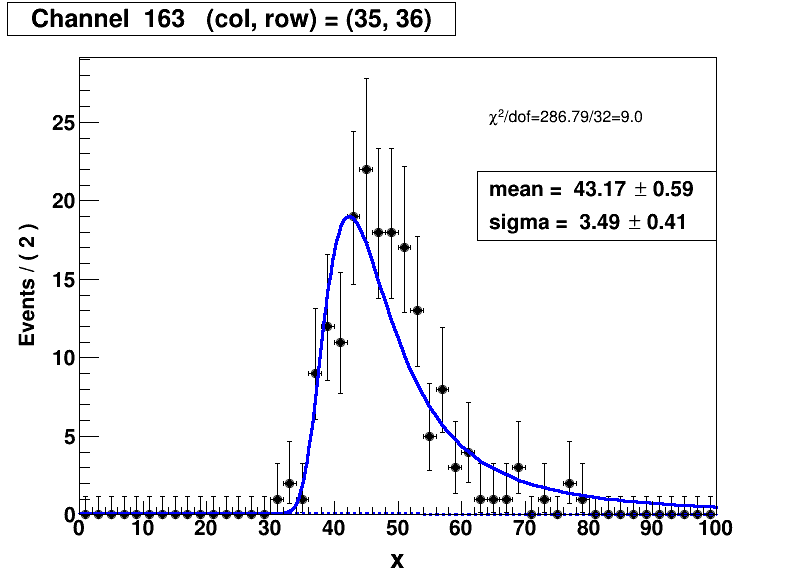 Channel 163 (col, row) = (35, 36)
χ²/dof=286.79/32=9.0
mean = 43.17 ± 0.59
sigma = 3.49 ± 0.41
Events / ( 2 )
25
20
15
10
5
0
0 10 20 30 40 50 60 70 80 90 100
x